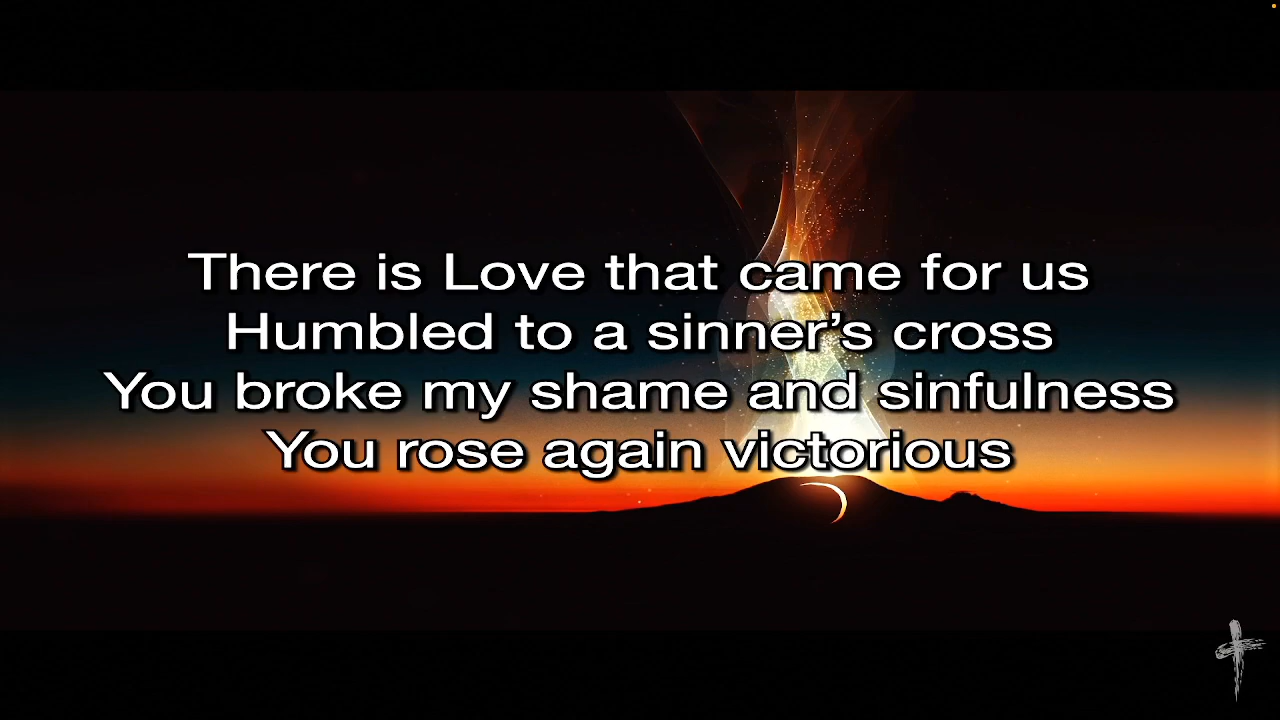 There is Love that came for us
Humbled to a sinner’s cross
You broke my shame and sinfulness
You rose again victorious